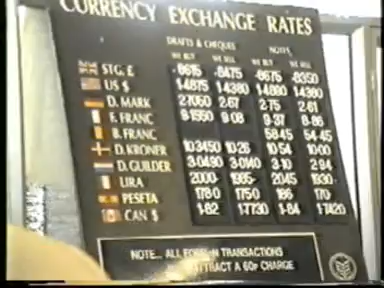 CURRENCY EXCHANGE RATES
DRAFTS & CHEQUES NOTES
WE BUY WE SELL WE BUY WE SELL
STG. £ .8615 .8475 .8675 .8350
US $ 1.4875 1.4380 1.4880 1.4380
D. MARK 2.7050 2.67 2.75 2.61
F. FRANC 9.1550 9.08 9.37 8.86
B. FRANC 58.45 54.45
D. KRONER 10.3450 10.26 10.54 10.00
D. GUILDER 3.0490 3.0140 3.10 2.94
LIRA 2000- 1985- 2045 1930-
PESETA 178.0 175.0 186 170-
CAN $ 1.82 1.7730 1.84 1.7420
NOTE... ALL FOREIGN TRANSACTIONS
ATTRACT A 60P CHARGE